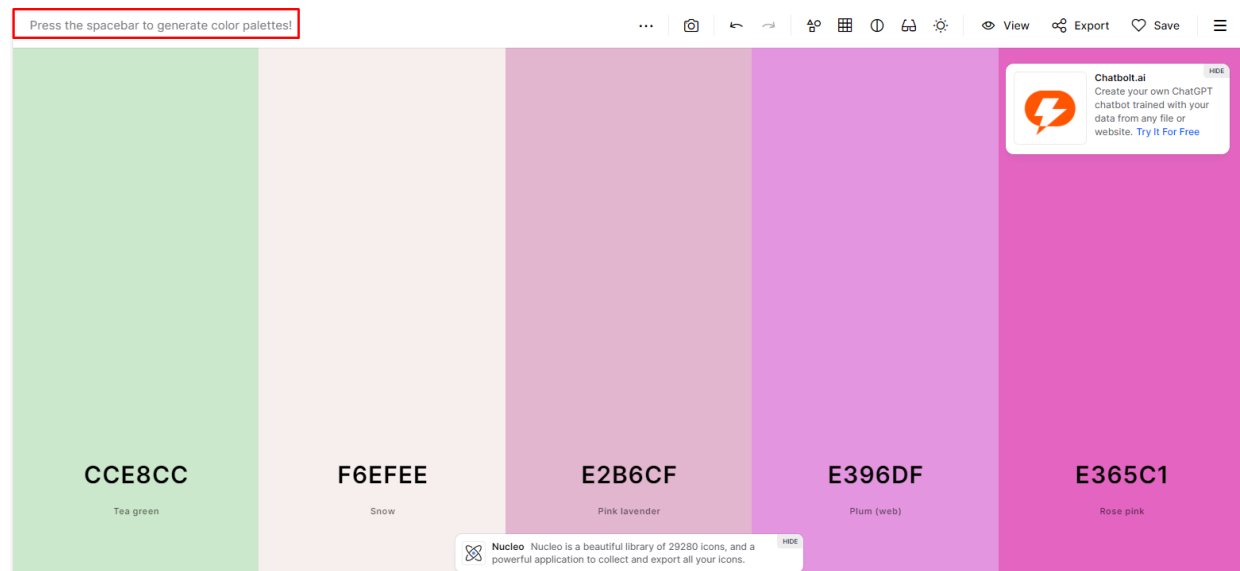 Press the spacebar to generate color palettes!
View
Export
Save
HIDE
Chatbolt.ai
Create your own ChatGPT
chatbot trained with your
data from any file or
website. Try It For Free
CCE8CC
F6EFEE
E2B6CF
E396DF
E365C1
Tea green
Snow
Pink lavender
Plum (web)
Rose pink
Nucleo Nucleo is a beautiful library of 29280 icons, and a
powerful application to collect and export all your icons.
HIDE